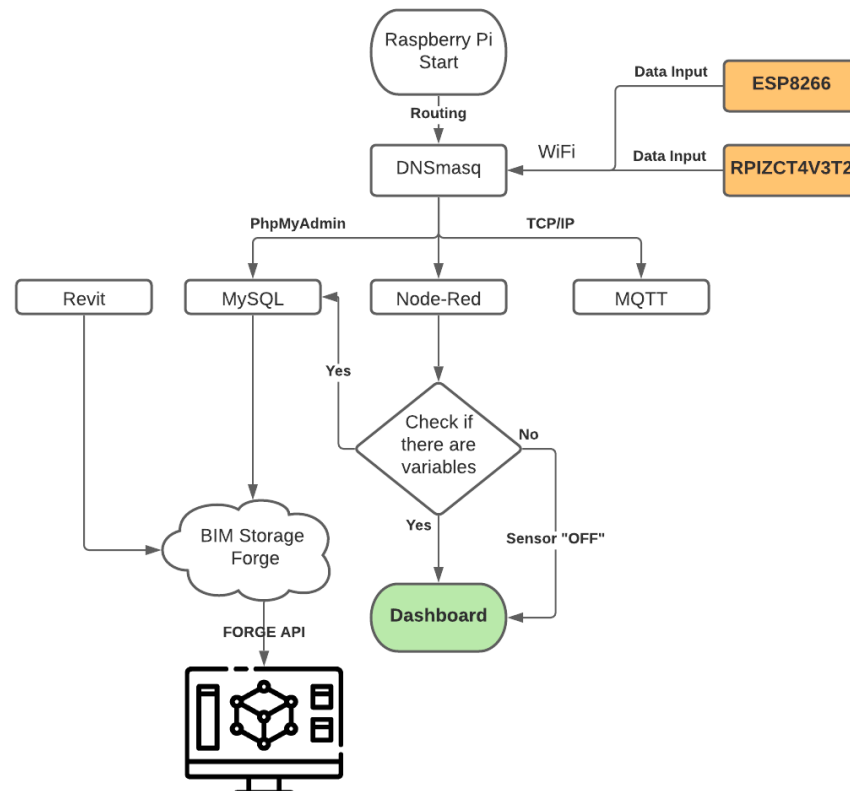 Raspberry Pi
Start
Routing
Data Input
ESP8266
DNSmasq
WiFi
Data Input
RPIZCT4V3T2
PhpMyAdmin
TCP/IP
Revit
MySQL
Node-Red
MQTT
Yes
Check if
there are
variables
No
Yes
Sensor "OFF"
BIM Storage
Forge
Dashboard
FORGE API